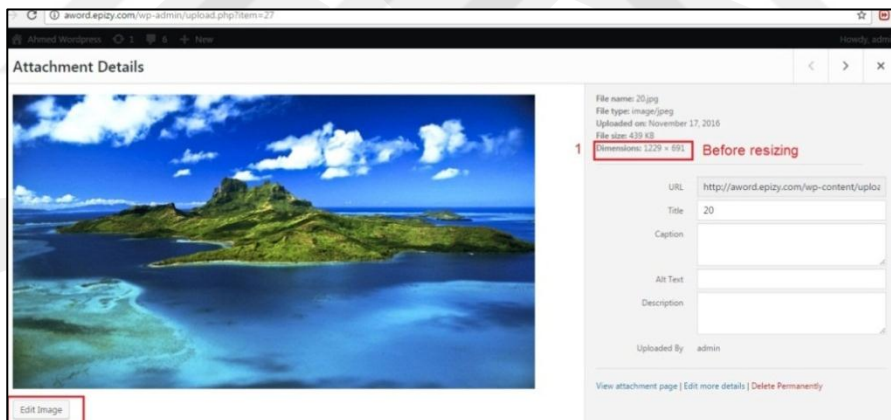 aword.epizy.com/wp-admin/upload.php?item=27
Ahmed Wordpress 1 6 + New Howdy, adm
Attachment Details
File name: 20.jpg
File type: image/jpeg
Uploaded on: November 17, 2016
File size: 439 KB
1 Dimensions: 1229 × 691 Before resizing
URL http://aword.epizy.com/wp-content/uploa
Title 20
Caption
Alt Text
Description
Uploaded By admin
View attachment page | Edit more details | Delete Permanently
Edit Image